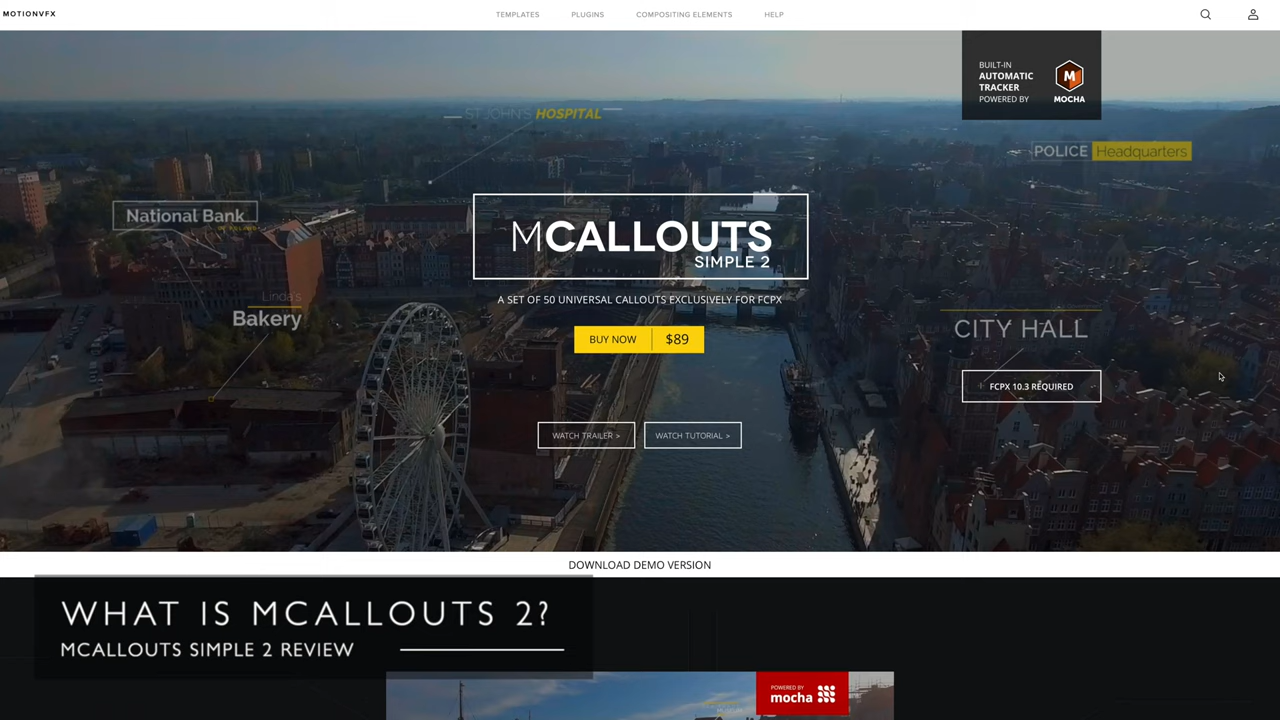 MOTIONVFX
TEMPLATES
PLUGINS
COMPOSITING ELEMENTS
HELP
BUILT-IN
AUTOMATIC
TRACKER
POWERED BY
MOCHA
ST JOHN'S HOSPITAL
POLICE Headquarters
National Bank
MCALLOUTS
SIMPLE 2
A SET OF 50 UNIVERSAL CALLOUTS EXCLUSIVELY FOR FCPX
Linda's
Bakery
CITY HALL
BUY NOW $89
FCPX 10.3 REQUIRED
WATCH TRAILER >
WATCH TUTORIAL >
DOWNLOAD DEMO VERSION
WHAT IS MCALLOUTS 2?
MCALLOUTS SIMPLE 2 REVIEW
POWERED BY
mocha